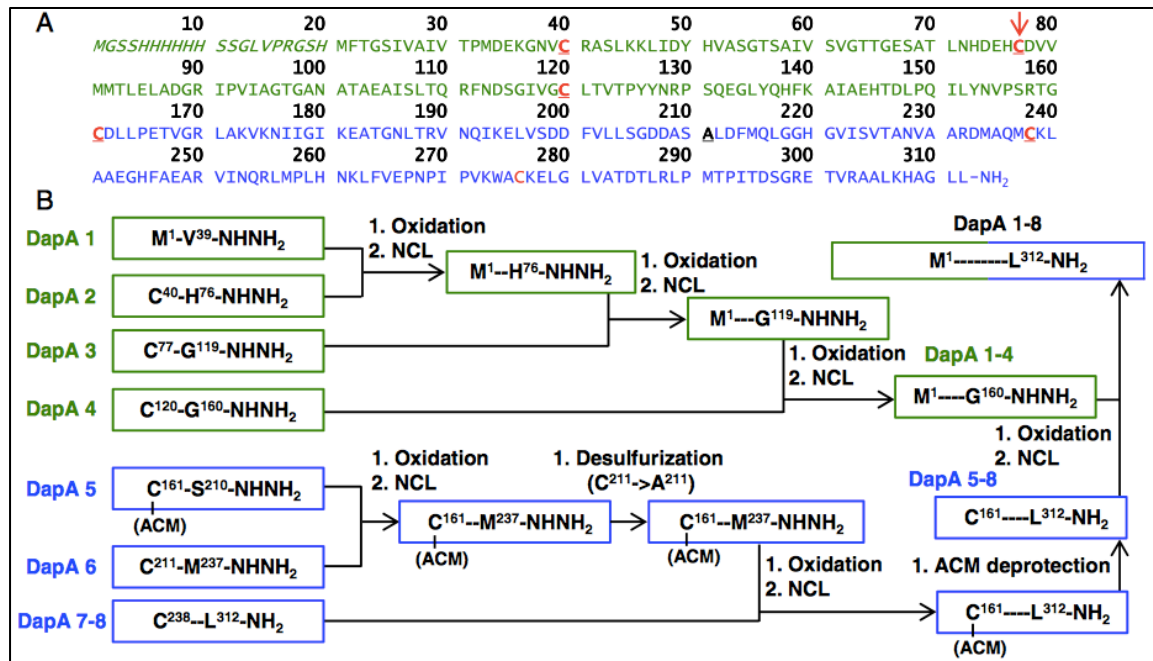 A
10 20 30 40 50 60 70 80
MGSSHHHHHH SSGLVPRGSH MFTGSIVAIV TPMDEKGNVC RASLKKLIDY HVASGTSAIV SVGTTGESAT LNHDEHCDVV
90 100 110 120 130 140 150 160
MMTLELADGR IPVIAGTGAN ATAEAISLTQ RFNDSGIVGC LTVTPYYNRP SQEGLYQHFK AIAEHTDLPQ ILYNVPSRTG
170 180 190 200 210 220 230 240
CDLLPETVGR LAKVKNIIGI KEATGNLTRV NQIKELVSDD FVLLSGDDAS ALDFMQLGGH GVISVTANVA ARDMAQMCKL
250 260 270 280 290 300 310
AAEGHFAEAR VINQRLMPLH NKLFVEPNPI PVKWACKELG LVATDTLRLP MTPITDSGRE TVRAALKHAG LL-NH2
B
DapA 1
M1-V39-NHNH2
1. Oxidation
2. NCL
DapA 2
C40-H76-NHNH2
M1--H76-NHNH2
1. Oxidation
2. NCL
DapA 1-8
M1--------L312-NH2
DapA 3
C77-G119-NHNH2
M1---G119-NHNH2
1. Oxidation
2. NCL
DapA 1-4
DapA 4
C120-G160-NHNH2
M1----G160-NHNH2
1. Oxidation
2. NCL
DapA 5
C161-S210-NHNH2
(ACM)
1. Oxidation
2. NCL
1. Desulfurization
(C211->A211)
C161--M237-NHNH2
(ACM)
C161--M237-NHNH2
(ACM)
DapA 5-8
C161----L312-NH2
DapA 6
C211-M237-NHNH2
1. Oxidation
2. NCL
1. ACM deprotection
DapA 7-8
C238--L312-NH2
C161----L312-NH2
(ACM)